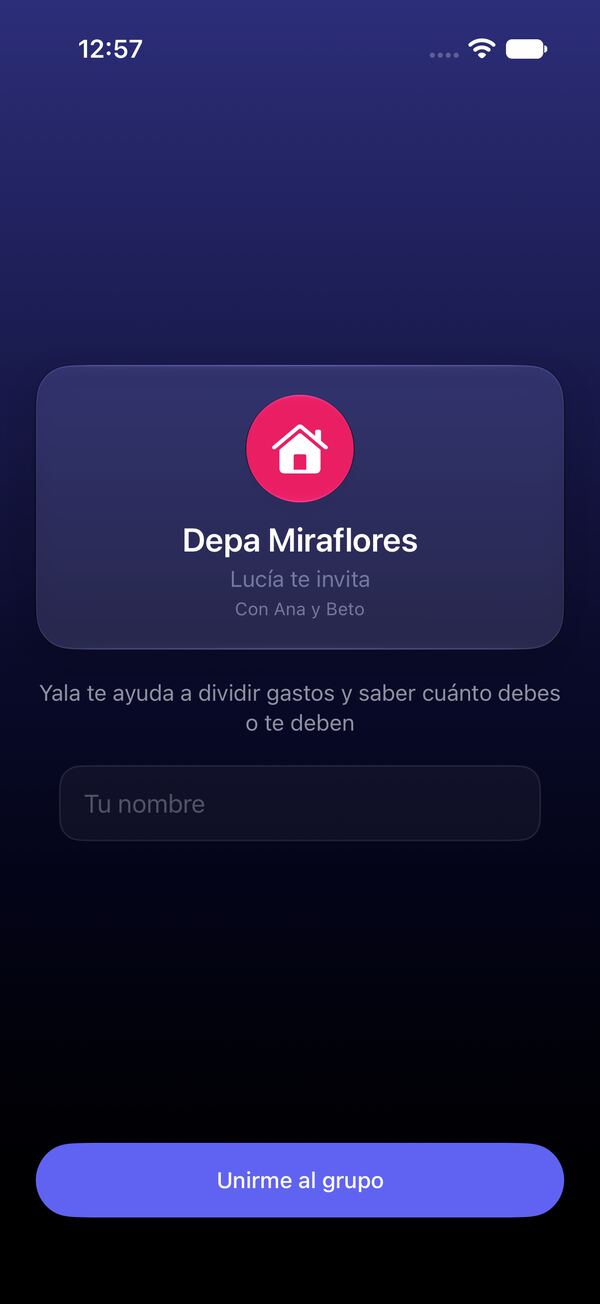 12:57
Depa Miraflores
Lucía te invita
Con Ana y Beto
Yala te ayuda a dividir gastos y saber cuánto debes
o te deben
Tu nombre
Unirme al grupo